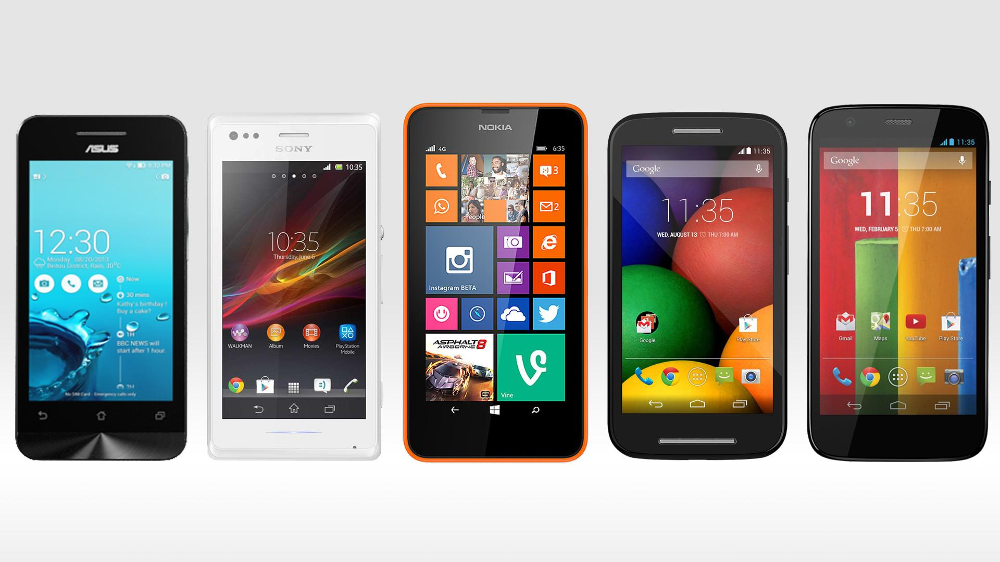 ASUS
8:32 PM
12:30
Monday 08/20/2013
Beitou District, Rain, 30°C
Now
30 mins
Kathy's birthday !
Buy a cake?
1H
BBC NEWS will
start after 1 hour.
No SIM Card - Emergency calls only
SONY
10:35
10:35
Thursday, June 6
WALKMAN
Album
Movies
PlayStation
Mobile
NOKIA
4G
6:35
3
People
2
Instagram BETA
ASPHALT 8
AIRBORNE
Vine
11:35
Google
11:35
WED, AUGUST 13 THU 7:00 AM
Google
Play Store
11:35
Google
11:35
WED, FEBRUARY 5 THU 7:00 AM
Gmail
Maps
YouTube
Play Store